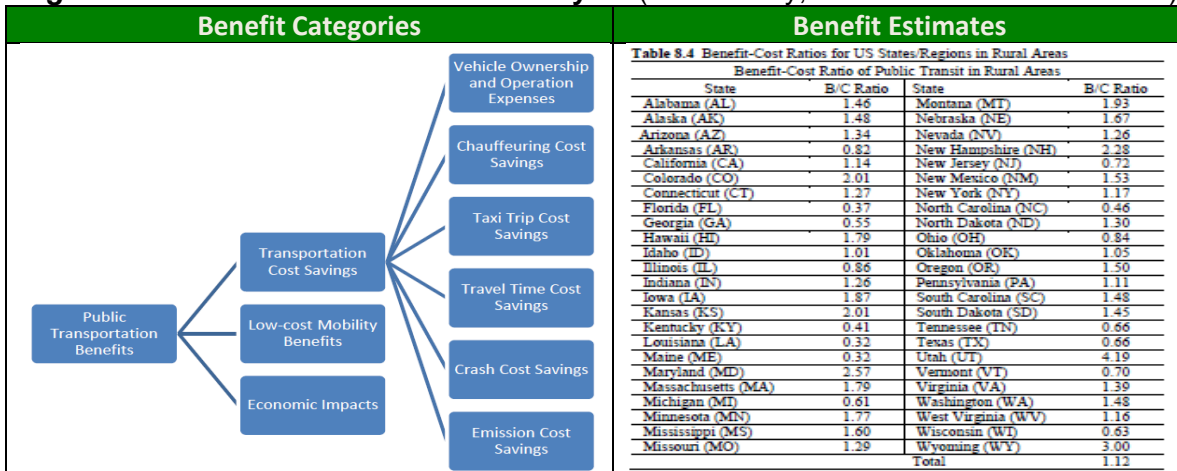 Benefit Categories
Benefit Estimates
Public
Transportation
Benefits
Transportation
Cost Savings
Low-cost Mobility
Benefits
Economic Impacts
Vehicle Ownership
and Operation
Expenses
Chauffeuring Cost
Savings
Taxi Trip Cost
Savings
Travel Time Cost
Savings
Crash Cost Savings
Emission Cost
Savings
Table 8.4 Benefit-Cost Ratios for US States/Regions in Rural Areas
Benefit-Cost Ratio of Public Transit in Rural Areas
State B/C Ratio State B/C Ratio
Alabama (AL) 1.46 Montana (MT) 1.93
Alaska (AK) 1.48 Nebraska (NE) 1.67
Arizona (AZ) 1.34 Nevada (NV) 1.26
Arkansas (AR) 0.82 New Hampshire (NH) 2.28
California (CA) 1.14 New Jersey (NJ) 0.72
Colorado (CO) 2.01 New Mexico (NM) 1.53
Connecticut (CT) 1.27 New York (NY) 1.17
Florida (FL) 0.37 North Carolina (NC) 0.46
Georgia (GA) 0.55 North Dakota (ND) 1.30
Hawaii (HI) 1.79 Ohio (OH) 0.84
Idaho (ID) 1.01 Oklahoma (OK) 1.05
Illinois (IL) 0.86 Oregon (OR) 1.50
Indiana (IN) 1.26 Pennsylvania (PA) 1.11
Iowa (IA) 1.87 South Carolina (SC) 1.48
Kansas (KS) 2.01 South Dakota (SD) 1.45
Kentucky (KY) 0.41 Tennessee (TN) 0.66
Louisiana (LA) 0.32 Texas (TX) 0.66
Maine (ME) 0.32 Utah (UT) 4.19
Maryland (MD) 2.57 Vermont (VT) 0.70
Massachusetts (MA) 1.79 Virginia (VA) 1.39
Michigan (MI) 0.61 Washington (WA) 1.48
Minnesota (MN) 1.77 West Virginia (WV) 1.16
Mississippi (MS) 1.60 Wisconsin (WI) 0.63
Missouri (MO) 1.29 Wyoming (WY) 3.00
Total 1.12